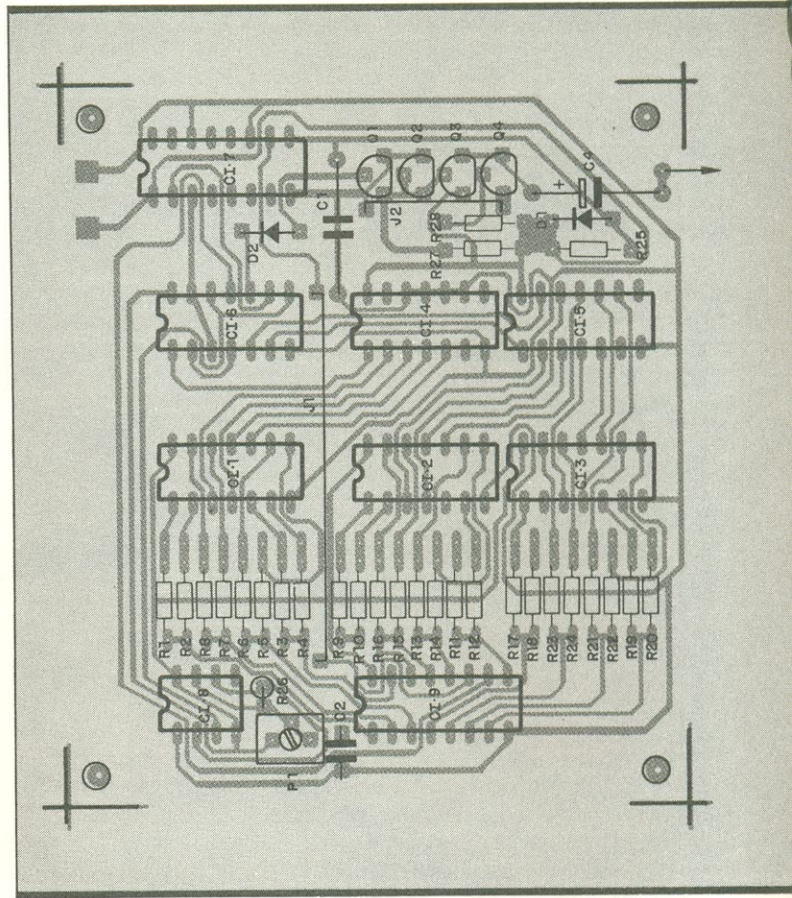 CI-7
Q1
Q2
Q3
Q4
C1
J2
+
C4
D2
R28
D1
R27
R25
CI-6
CI-4
CI-5
J1
CI-1
CI-2
CI-3
R1
R2
R8
R7
R6
R5
R3
R4
R9
R10
R16
R15
R13
R14
R11
R12
R17
R18
R23
R24
R21
R22
R19
R20
CI-8
R26
C2
CI-9
P1